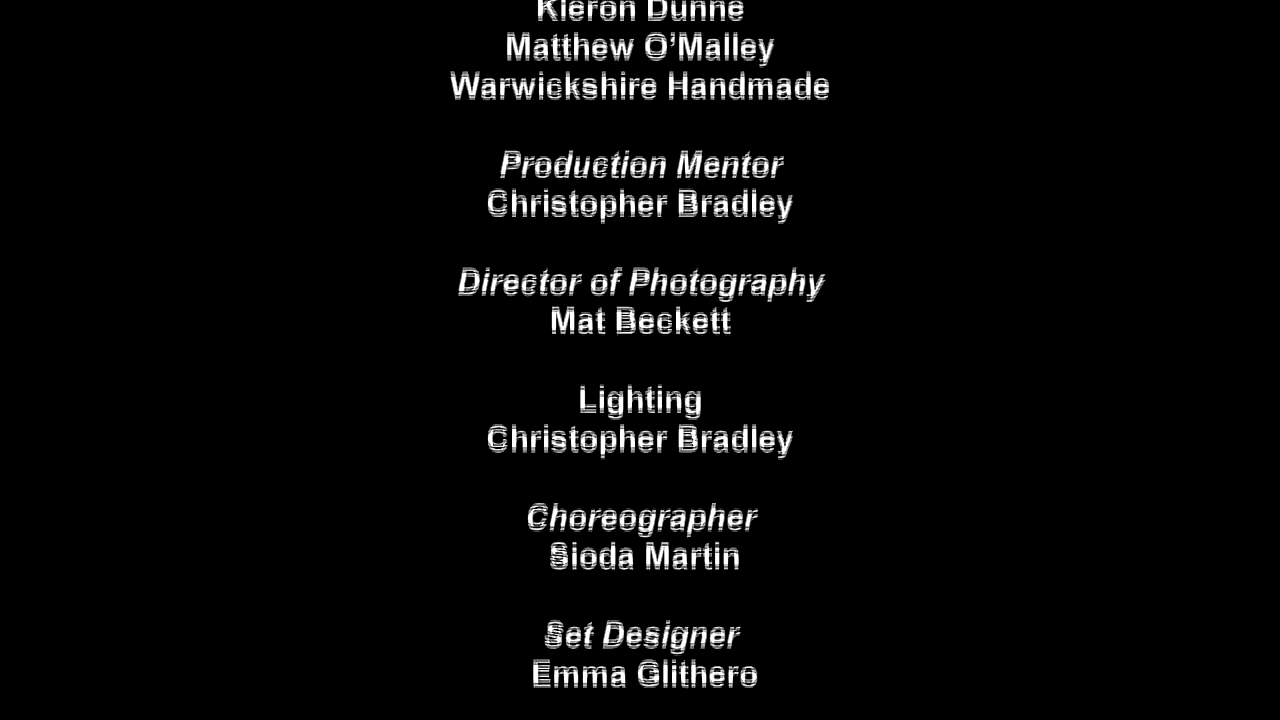 Kieron Dunne
Matthew O'Malley
Warwickshire Handmade
Production Mentor
Christopher Bradley
Director of Photography
Mat Beckett
Lighting
Christopher Bradley
Choreographer
Sioda Martin
Set Designer
Emma Glithero